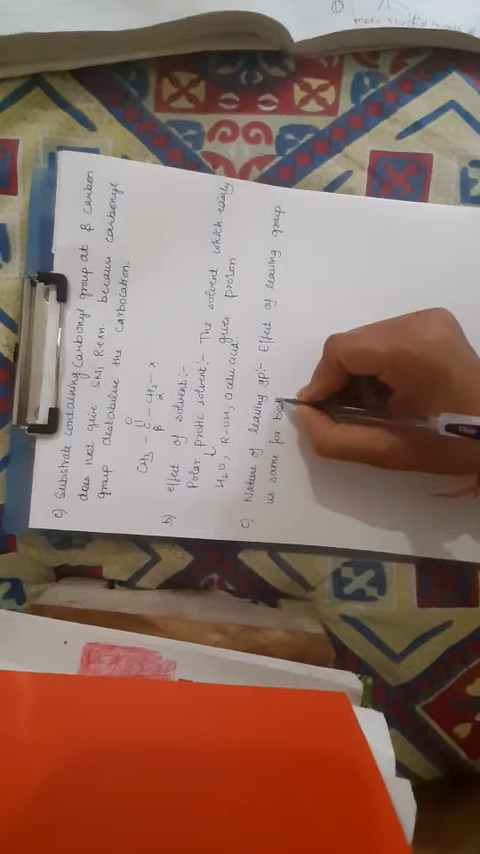 c) Substrate containing Carbonyl group at β carbon
does not give SN1 Rexn. because carbonyl
group destabilise the carbocation.
O
||
CH3 - C - CH2 - X
β α
b) effect of solvent:-
Polar protic solvent:- The solvent which easily
H2O, R-OH, acetic acid gives proton
c) Nature of leaving gp:- Effect of leaving group
is same for bo